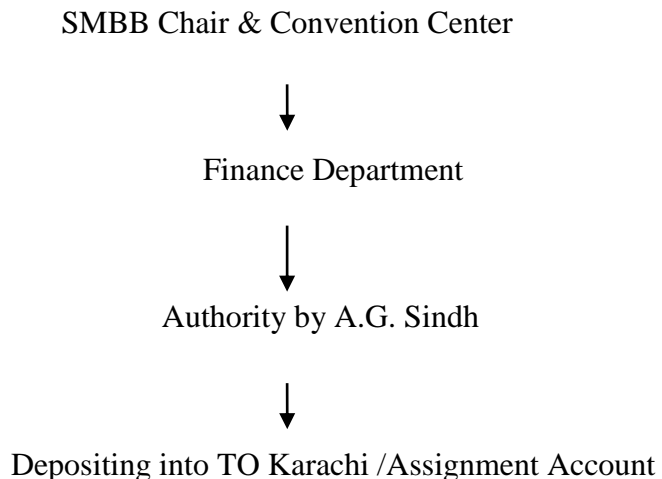 SMBB Chair & Convention Center
Finance Department
Authority by A.G. Sindh
Depositing into TO Karachi /Assignment Account